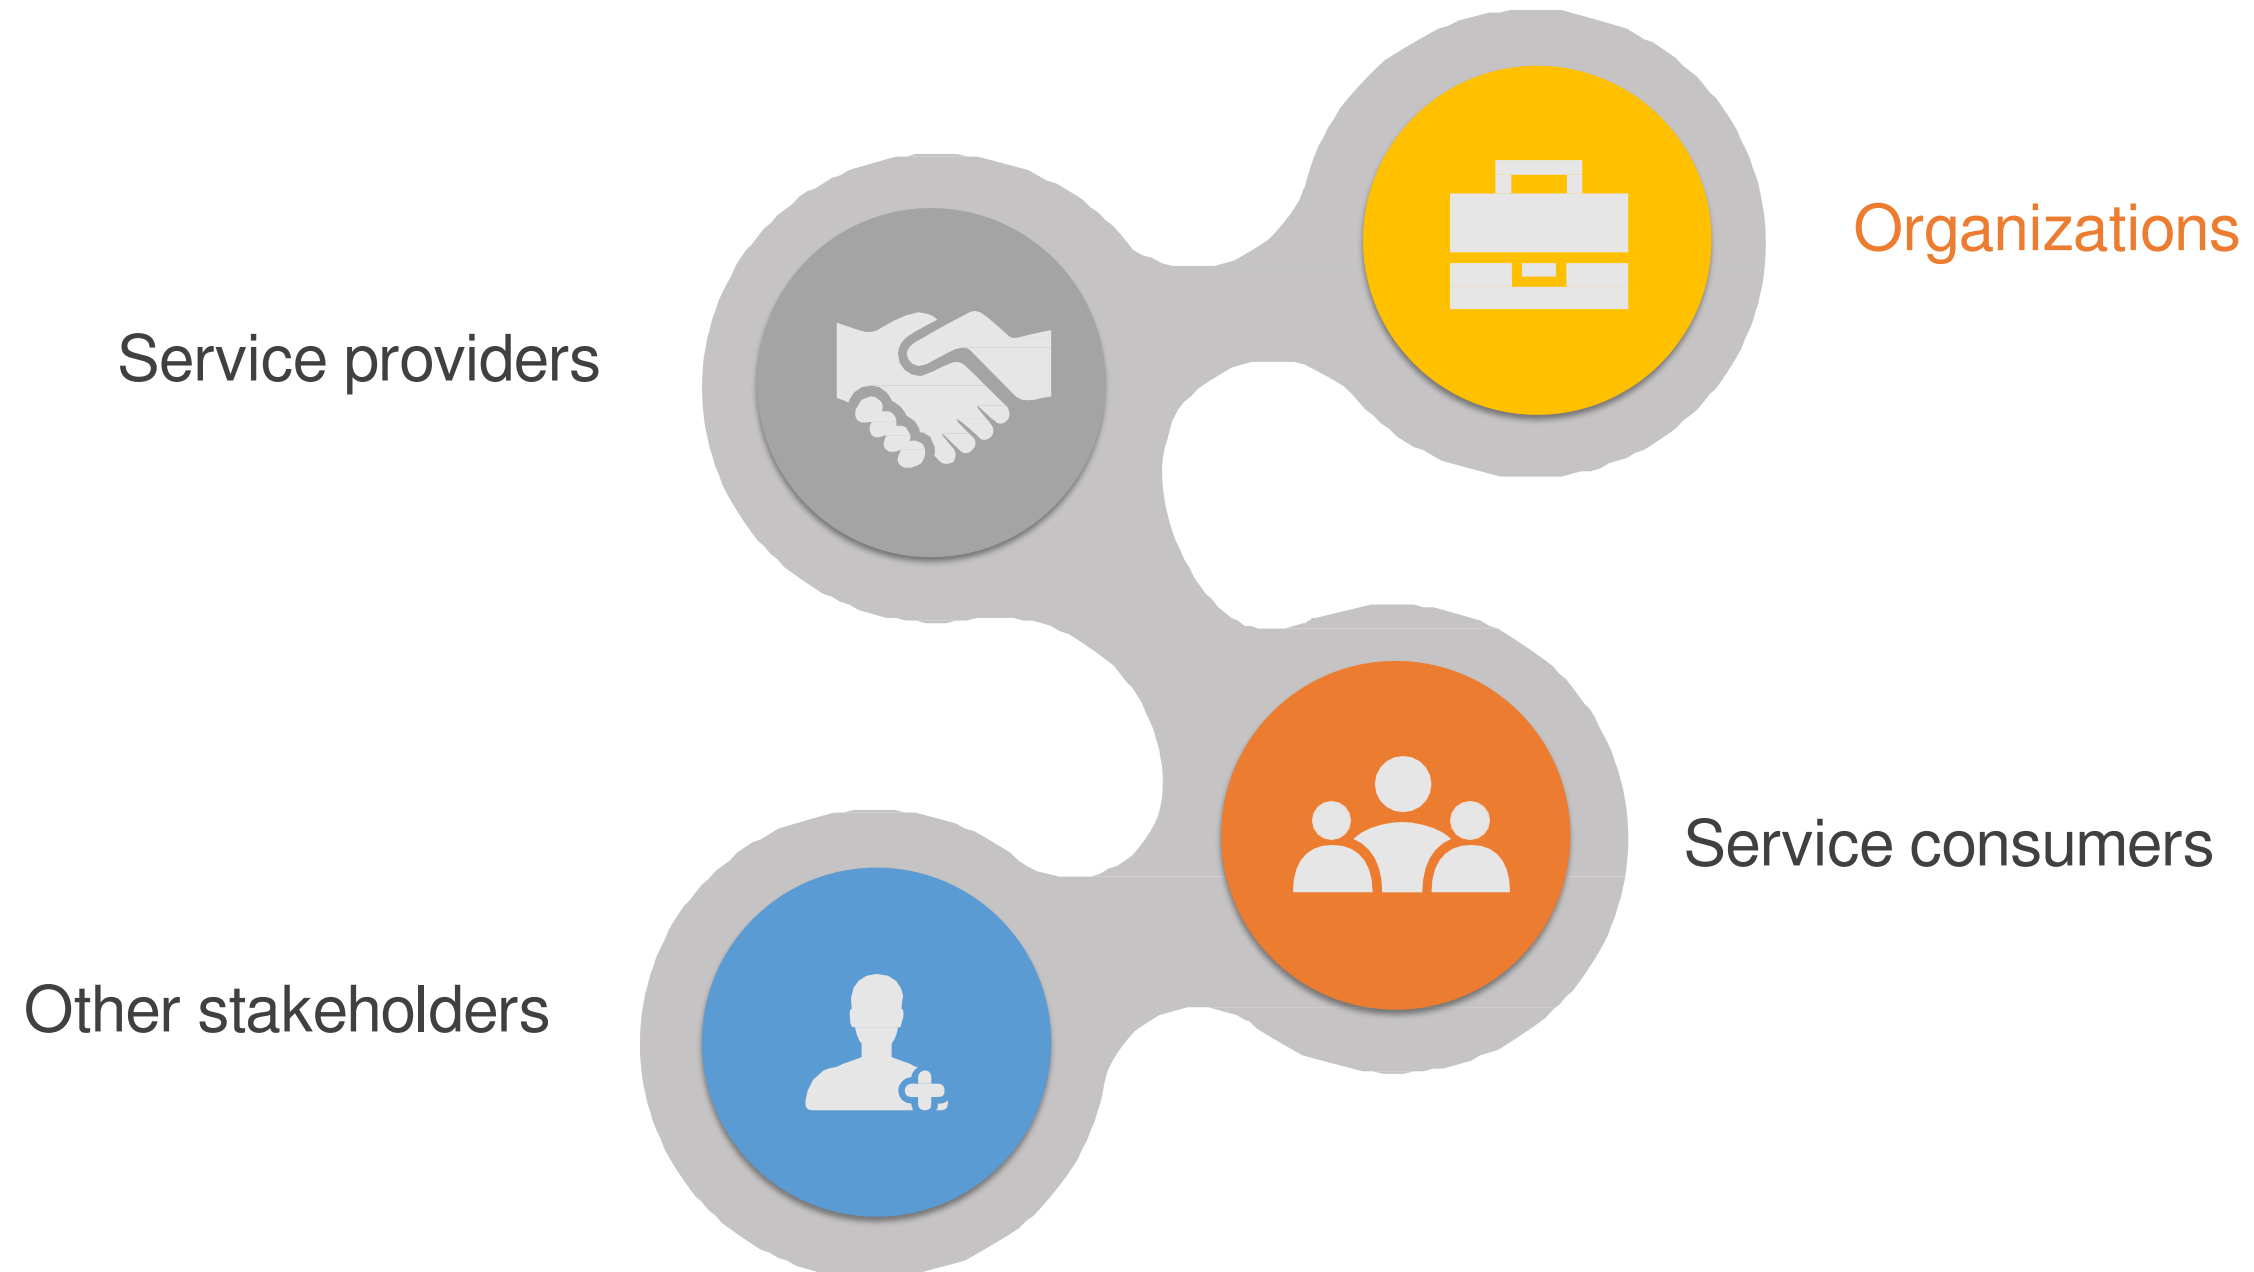 Organizations
Service providers
Service consumers
Other stakeholders